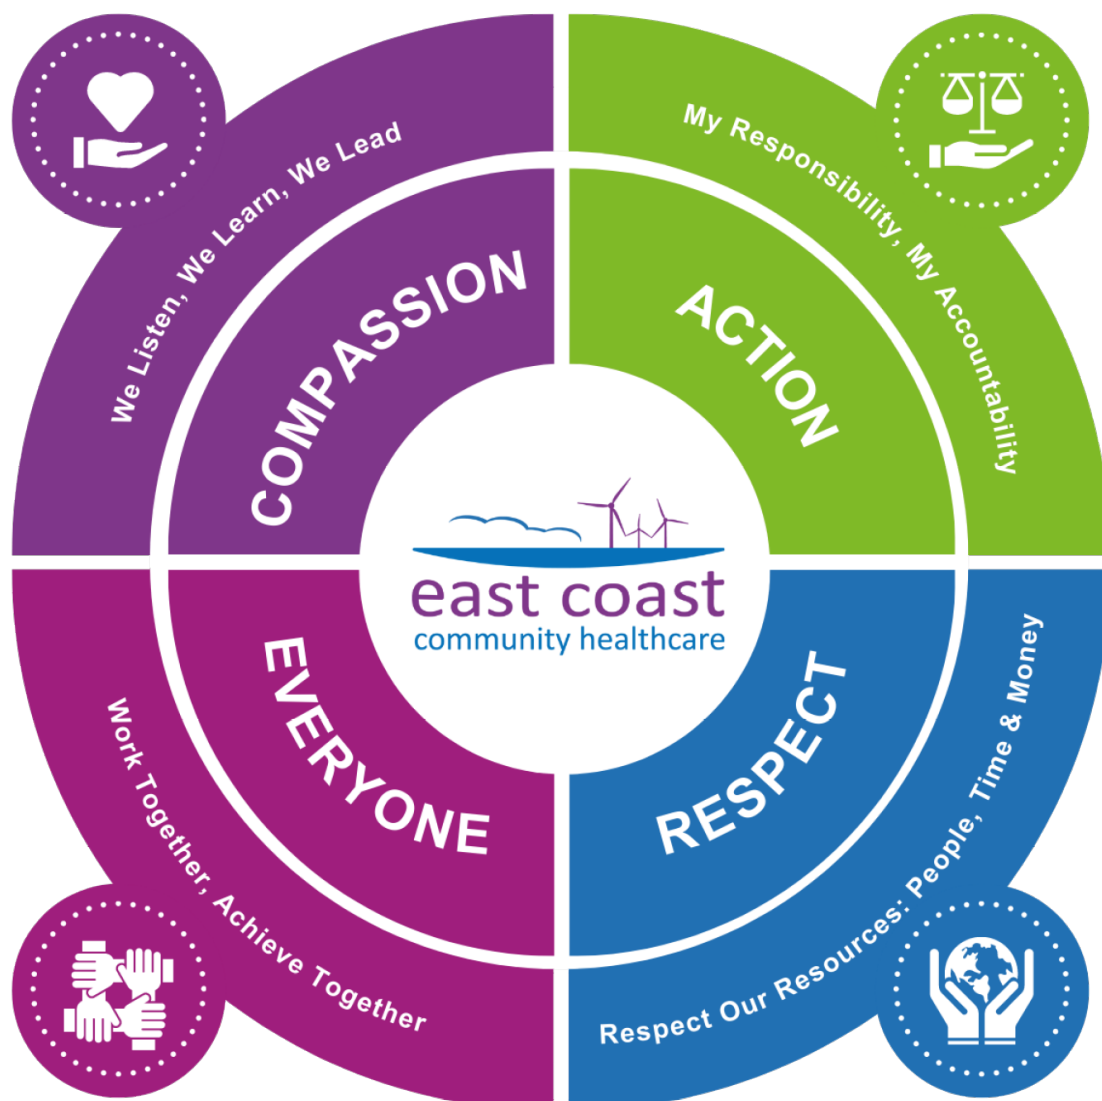 We Listen, We Learn, We Lead
COMPASSION
My Responsibility, My Accountability
ACTION
east coast
community healthcare
EVERYONE
Work Together, Achieve Together
RESPECT
Respect Our Resources: People, Time & Money